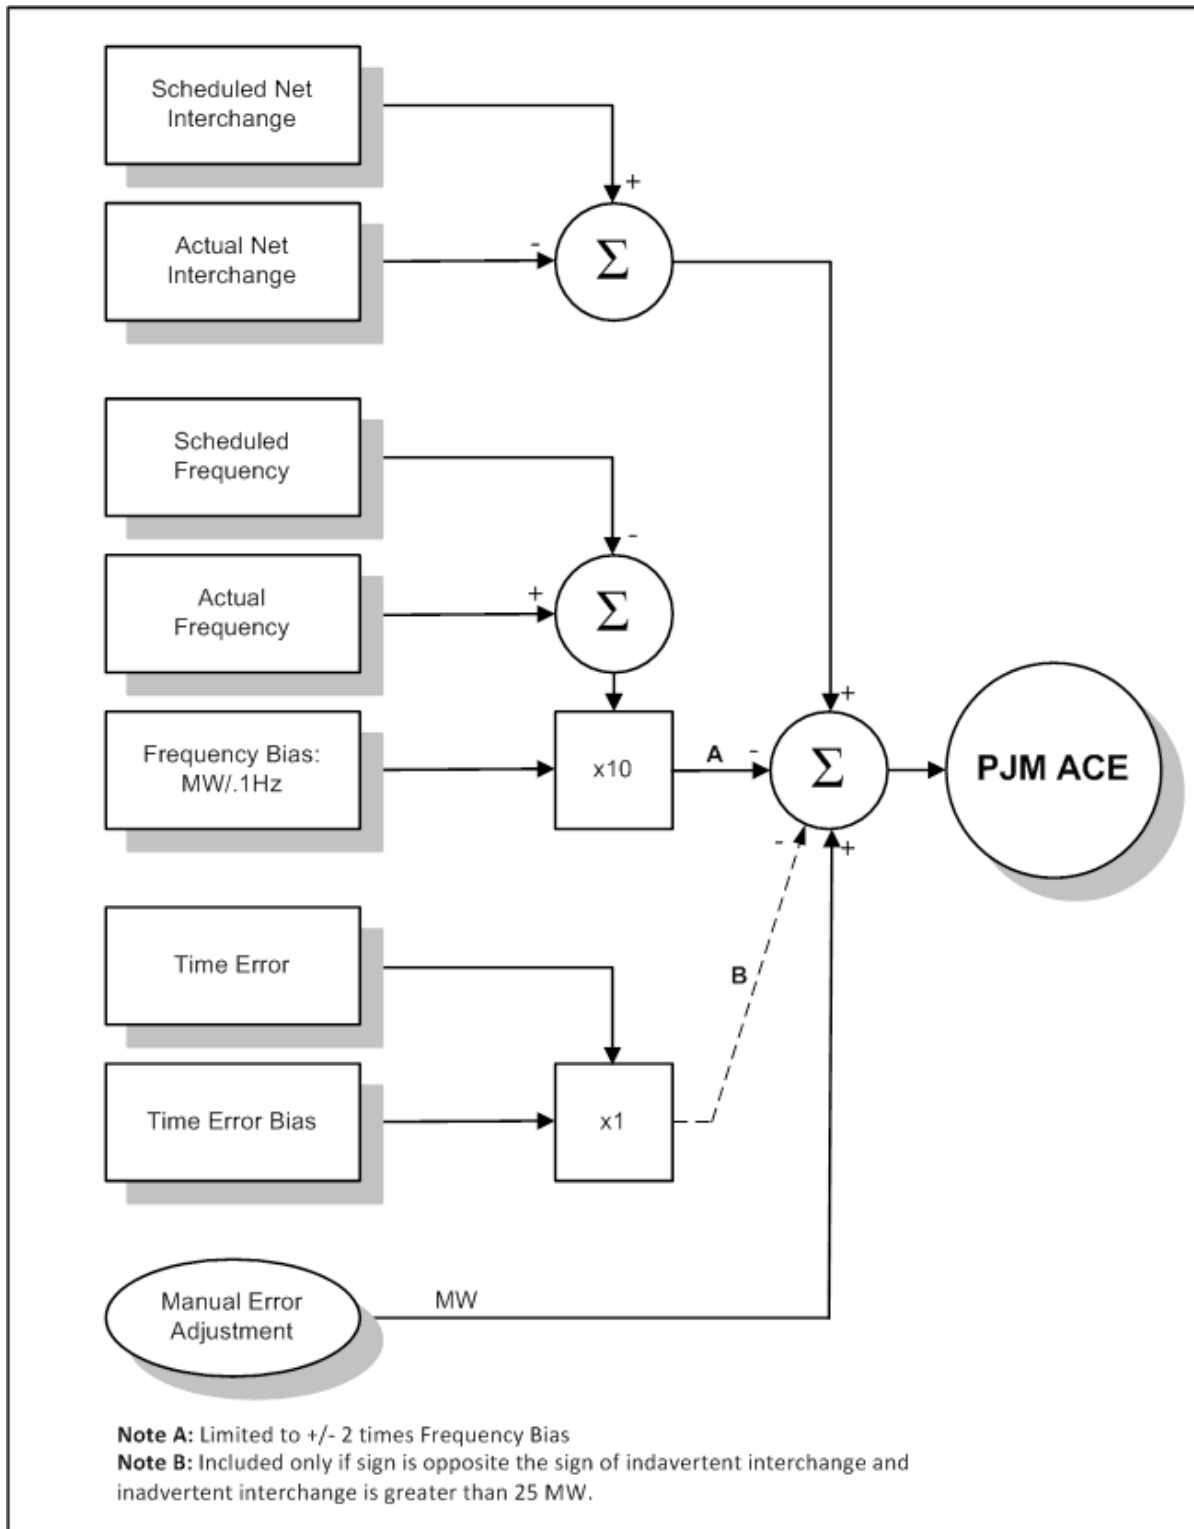 Scheduled Net
Interchange
+
Actual Net
Interchange
-
Σ
Scheduled
Frequency
-
Actual
Frequency
+
Σ
+
Frequency Bias:
MW/.1Hz
x10
A
-
Σ
PJM ACE
-
+
Time Error
B
Time Error Bias
x1
Manual Error
Adjustment
MW
Note A: Limited to +/- 2 times Frequency Bias
Note B: Included only if sign is opposite the sign of indavertent interchange and
inadvertent interchange is greater than 25 MW.